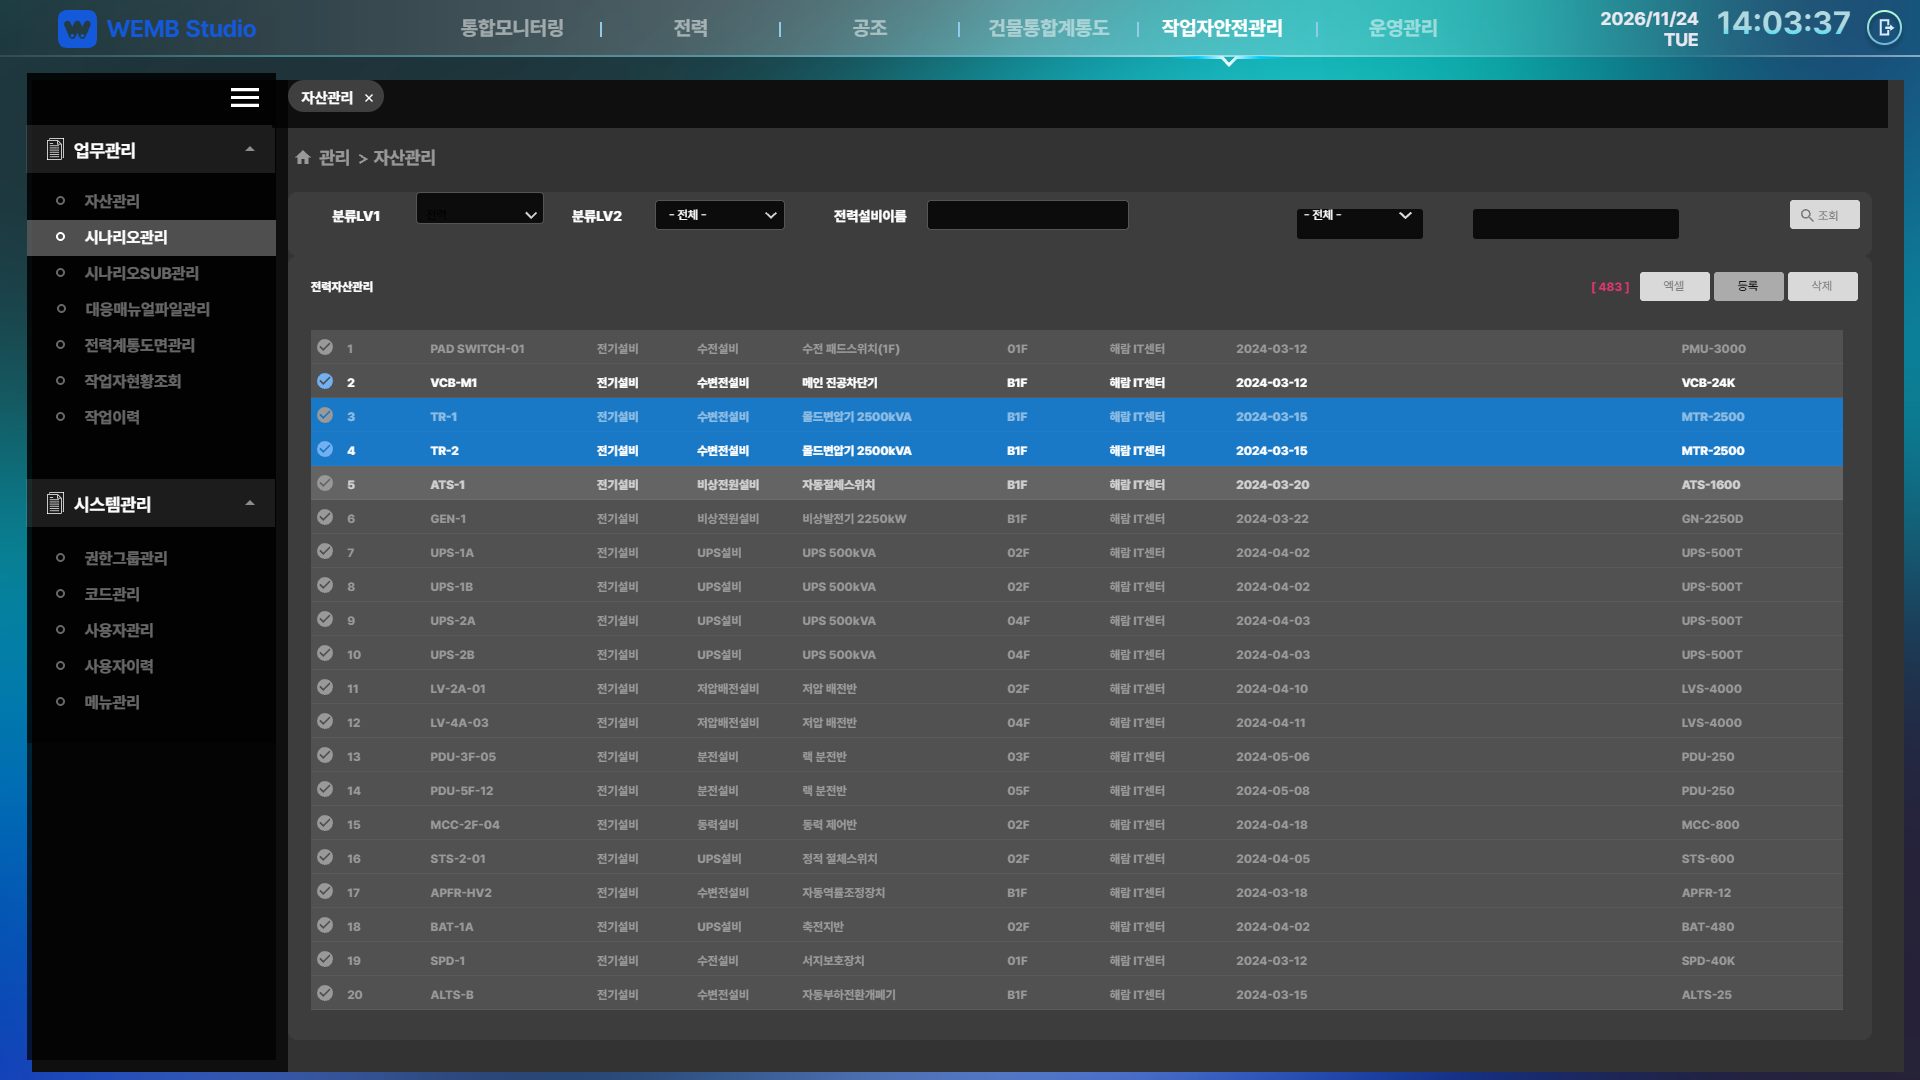 WEMB Studio 통합모니터링 전력 공조 건물통합계통도 작업자안전관리 운영관리 2026/11/24 TUE 14:03:37
자산관리 ×
업무관리
자산관리
시나리오관리
시나리오SUB관리
대응매뉴얼파일관리
전력계통도면관리
작업자현황조회
작업이력
시스템관리
권한그룹관리
코드관리
사용자관리
사용자이력
메뉴관리
관리 > 자산관리
분류LV1 전력 분류LV2 - 전체 - 전력설비이름 - 전체 - 조회
전력자산관리 [ 483 ] 엑셀 등록 삭제
1 PAD SWITCH-01 전기설비 수전설비 수전 패드스위치(1F) 01F 해람 IT센터 2024-03-12 PMU-3000
2 VCB-M1 전기설비 수변전설비 메인 진공차단기 B1F 해람 IT센터 2024-03-12 VCB-24K
3 TR-1 전기설비 수변전설비 몰드변압기 2500kVA B1F 해람 IT센터 2024-03-15 MTR-2500
4 TR-2 전기설비 수변전설비 몰드변압기 2500kVA B1F 해람 IT센터 2024-03-15 MTR-2500
5 ATS-1 전기설비 비상전원설비 자동절체스위치 B1F 해람 IT센터 2024-03-20 ATS-1600
6 GEN-1 전기설비 비상전원설비 비상발전기 2250kW B1F 해람 IT센터 2024-03-22 GN-2250D
7 UPS-1A 전기설비 UPS설비 UPS 500kVA 02F 해람 IT센터 2024-04-02 UPS-500T
8 UPS-1B 전기설비 UPS설비 UPS 500kVA 02F 해람 IT센터 2024-04-02 UPS-500T
9 UPS-2A 전기설비 UPS설비 UPS 500kVA 04F 해람 IT센터 2024-04-03 UPS-500T
10 UPS-2B 전기설비 UPS설비 UPS 500kVA 04F 해람 IT센터 2024-04-03 UPS-500T
11 LV-2A-01 전기설비 저압배전설비 저압 배전반 02F 해람 IT센터 2024-04-10 LVS-4000
12 LV-4A-03 전기설비 저압배전설비 저압 배전반 04F 해람 IT센터 2024-04-11 LVS-4000
13 PDU-3F-05 전기설비 분전설비 랙 분전반 03F 해람 IT센터 2024-05-06 PDU-250
14 PDU-5F-12 전기설비 분전설비 랙 분전반 05F 해람 IT센터 2024-05-08 PDU-250
15 MCC-2F-04 전기설비 동력설비 동력 제어반 02F 해람 IT센터 2024-04-18 MCC-800
16 STS-2-01 전기설비 UPS설비 정적 절체스위치 02F 해람 IT센터 2024-04-05 STS-600
17 APFR-HV2 전기설비 수변전설비 자동역률조정장치 B1F 해람 IT센터 2024-03-18 APFR-12
18 BAT-1A 전기설비 UPS설비 축전지반 02F 해람 IT센터 2024-04-02 BAT-480
19 SPD-1 전기설비 수전설비 서지보호장치 01F 해람 IT센터 2024-03-12 SPD-40K
20 ALTS-B 전기설비 수변전설비 자동부하전환개폐기 B1F 해람 IT센터 2024-03-15 ALTS-25